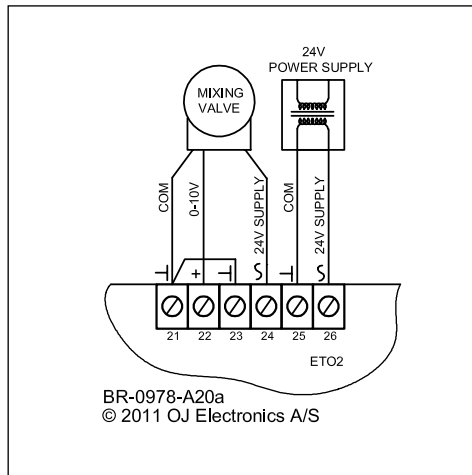 24V
POWER SUPPLY
MIXING
VALVE
COM
0-10V
24V SUPPLY
COM
24V SUPPLY
+
21 22 23 24 25 26
ETO2
BR-0978-A20a
© 2011 OJ Electronics A/S